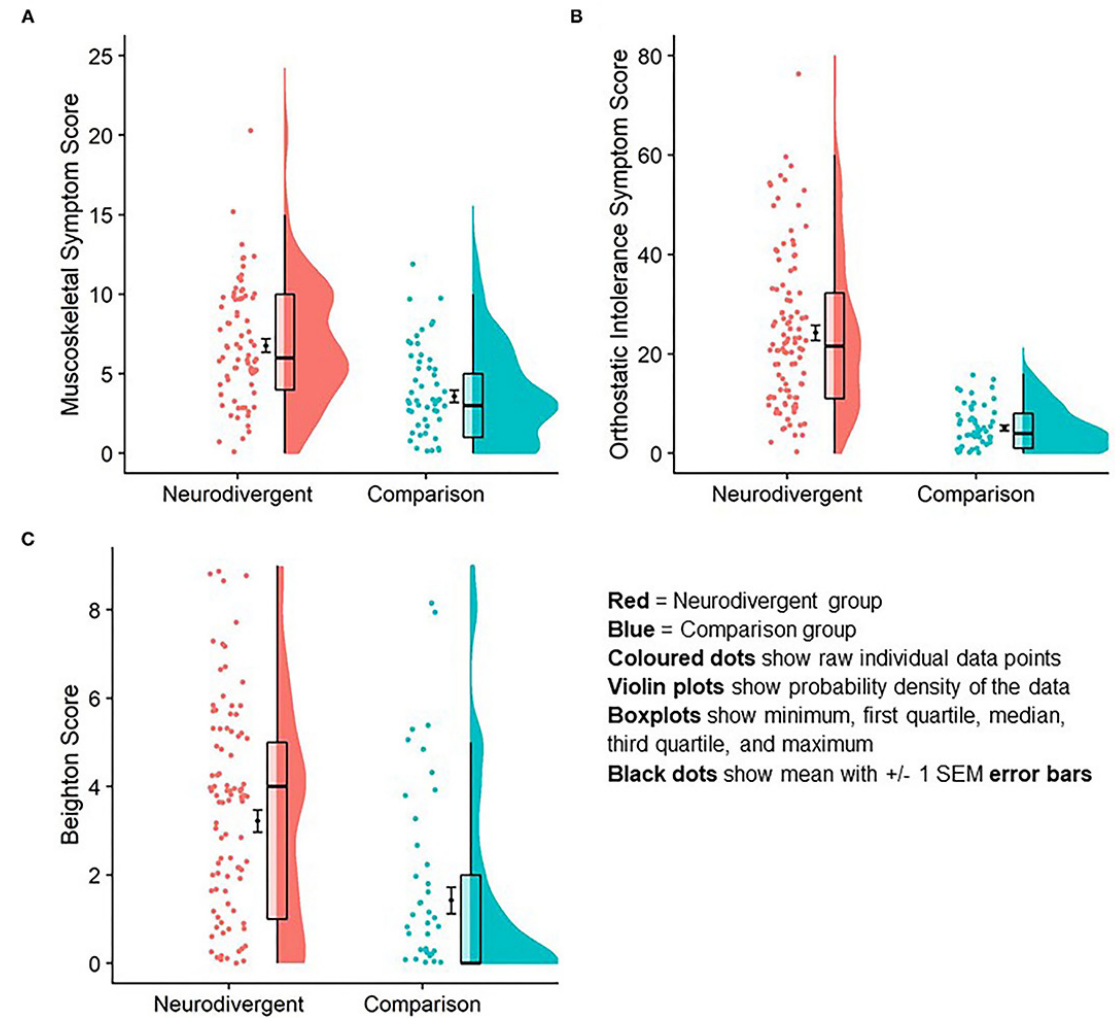 A
Muscoskeletal Symptom Score
25
20
15
10
5
0
Neurodivergent Comparison
B
Orthostatic Intolerance Symptom Score
80
60
40
20
0
Neurodivergent Comparison
C
Beighton Score
8
6
4
2
0
Neurodivergent Comparison
Red = Neurodivergent group
Blue = Comparison group
Coloured dots show raw individual data points
Violin plots show probability density of the data
Boxplots show minimum, first quartile, median,
third quartile, and maximum
Black dots show mean with +/- 1 SEM error bars